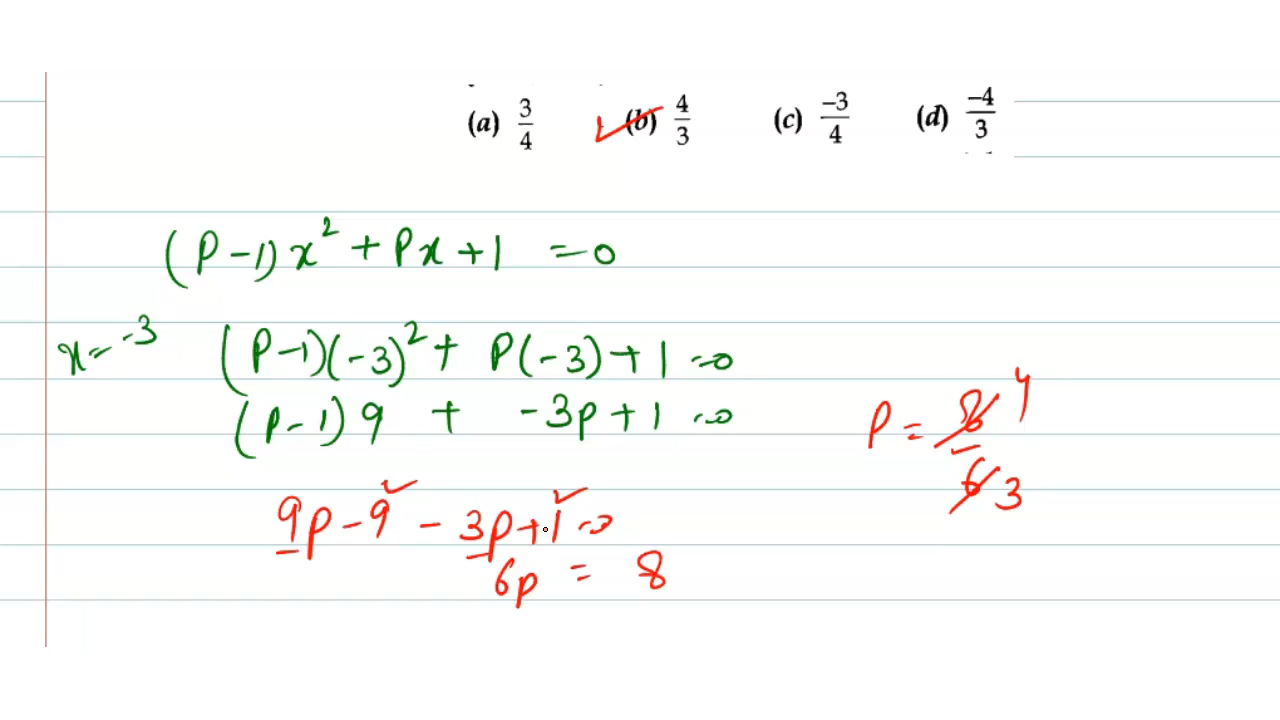 (a) 3/4 (b) 4/3 (c) -3/4 (d) -4/3
(P-1)x² + Px + 1 = 0
x = -3 (P-1)(-3)² + P(-3) + 1 = 0
(P-1) 9 + -3p + 1 = 0
P = 8/6 4/3
9p - 9 - 3p + 1 = 0
6p = 8